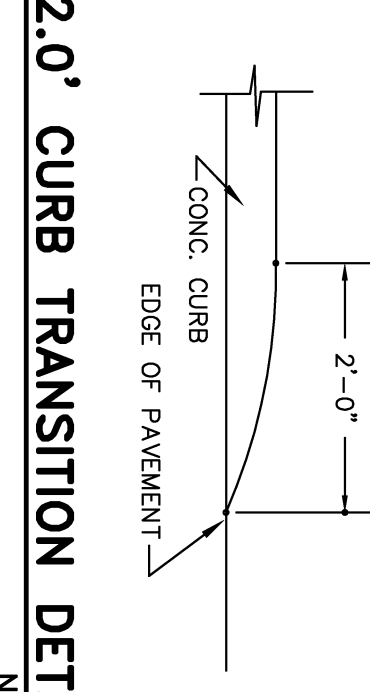 2'-0"
CONC. CURB
EDGE OF PAVEMENT
2.0' CURB TRANSITION DET
N